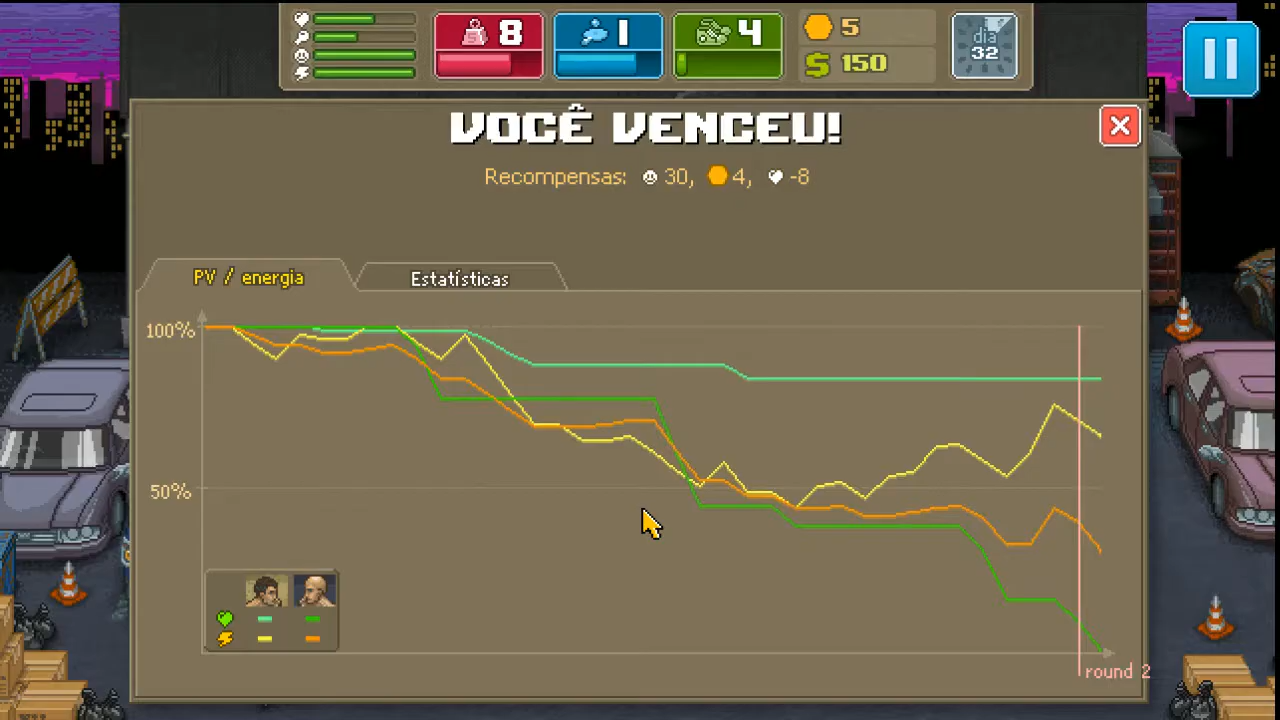 8
1
4
5
$ 150
dia
32
VOCÊ VENCEU!
Recompensas: 30, 4, -8
PV / energia
Estatísticas
100%
50%
round 2